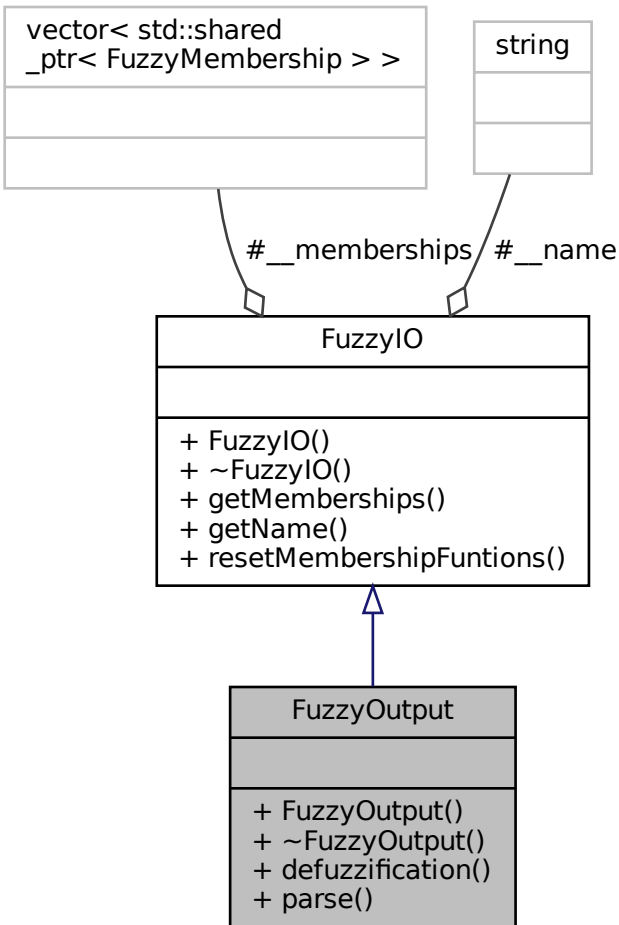 vector< std::shared
_ptr< FuzzyMembership > >
string
#__memberships
#__name
FuzzyIO
+ FuzzyIO()
+ ~FuzzyIO()
+ getMemberships()
+ getName()
+ resetMembershipFuntions()
FuzzyOutput
+ FuzzyOutput()
+ ~FuzzyOutput()
+ defuzzification()
+ parse()